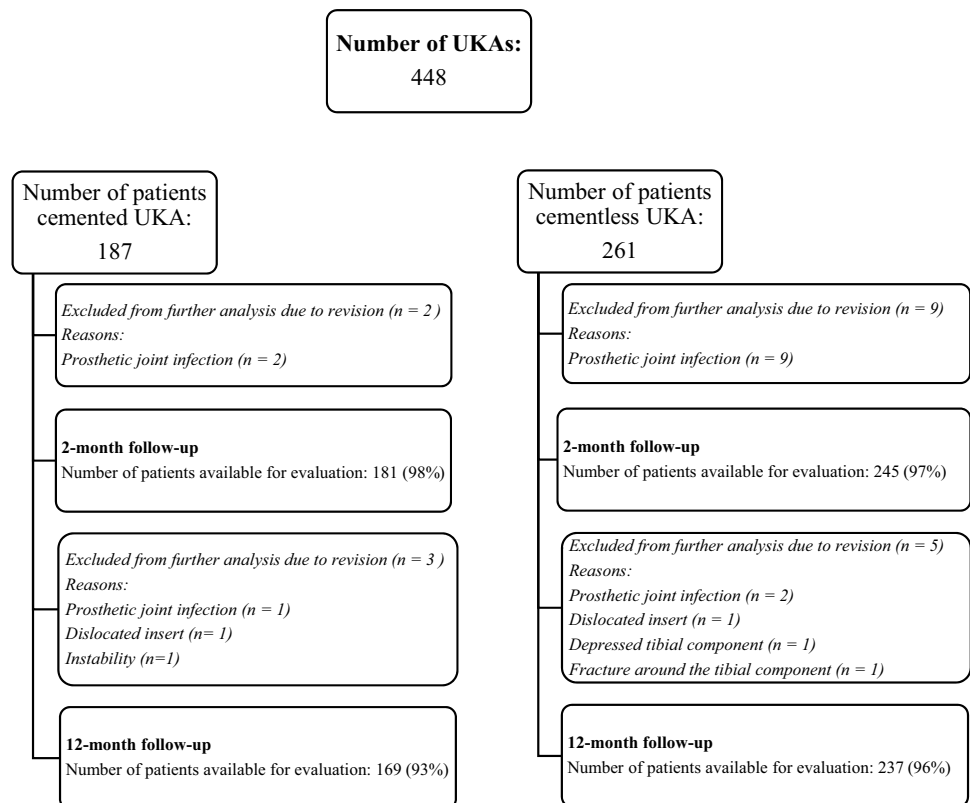 Number of UKAs:
448
Number of patients
cemented UKA:
187
Excluded from further analysis due to revision (n = 2 )
Reasons:
Prosthetic joint infection (n = 2)
2-month follow-up
Number of patients available for evaluation: 181 (98%)
Excluded from further analysis due to revision (n = 3 )
Reasons:
Prosthetic joint infection (n = 1)
Dislocated insert (n= 1)
Instability (n=1)
12-month follow-up
Number of patients available for evaluation: 169 (93%)
Number of patients
cementless UKA:
261
Excluded from further analysis due to revision (n = 9)
Reasons:
Prosthetic joint infection (n = 9)
2-month follow-up
Number of patients available for evaluation: 245 (97%)
Excluded from further analysis due to revision (n = 5)
Reasons:
Prosthetic joint infection (n = 2)
Dislocated insert (n = 1)
Depressed tibial component (n = 1)
Fracture around the tibial component (n = 1)
12-month follow-up
Number of patients available for evaluation: 237 (96%)